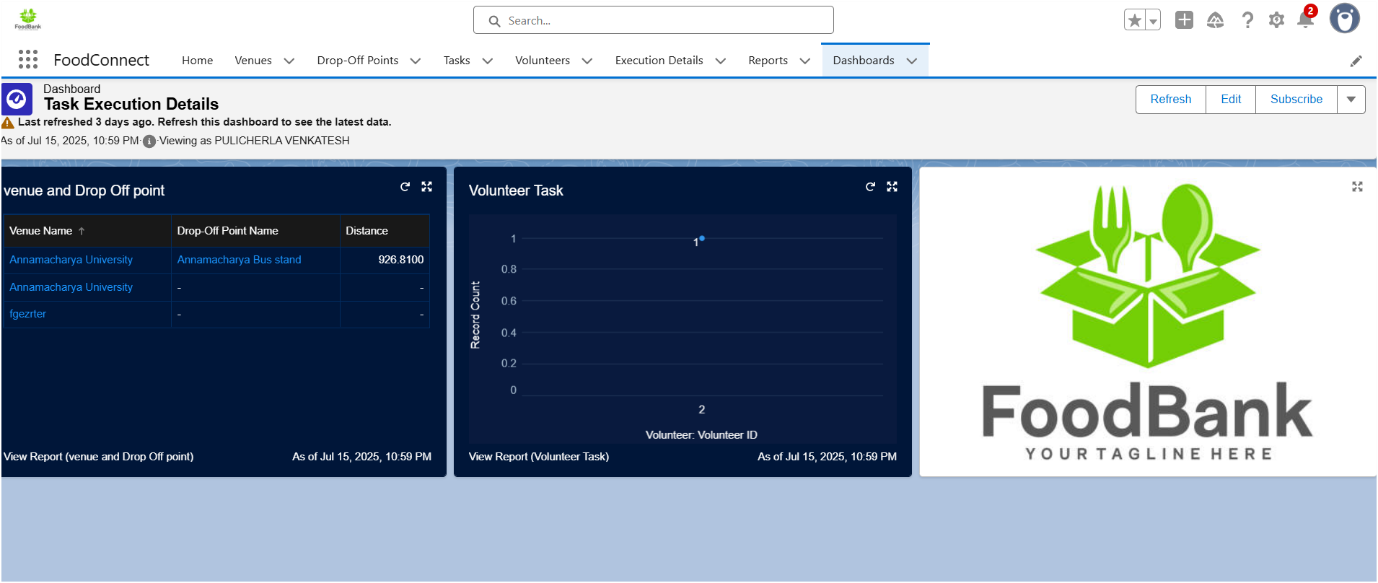 FoodBank
Search...
2
FoodConnect Home Venues Drop-Off Points Tasks Volunteers Execution Details Reports Dashboards
Dashboard
Task Execution Details
Refresh Edit Subscribe
Last refreshed 3 days ago. Refresh this dashboard to see the latest data.
As of Jul 15, 2025, 10:59 PM·Viewing as PULICHERLA VENKATESH
venue and Drop Off point
Venue Name ↑ Drop-Off Point Name Distance
Annamacharya University Annamacharya Bus stand 926.8100
Annamacharya University - -
fgezrter - -
View Report (venue and Drop Off point) As of Jul 15, 2025, 10:59 PM
Volunteer Task
Record Count
1
0.8
0.6
0.4
0.2
0
1
2
Volunteer: Volunteer ID
View Report (Volunteer Task) As of Jul 15, 2025, 10:59 PM
FoodBank
YOUR TAGLINE HERE